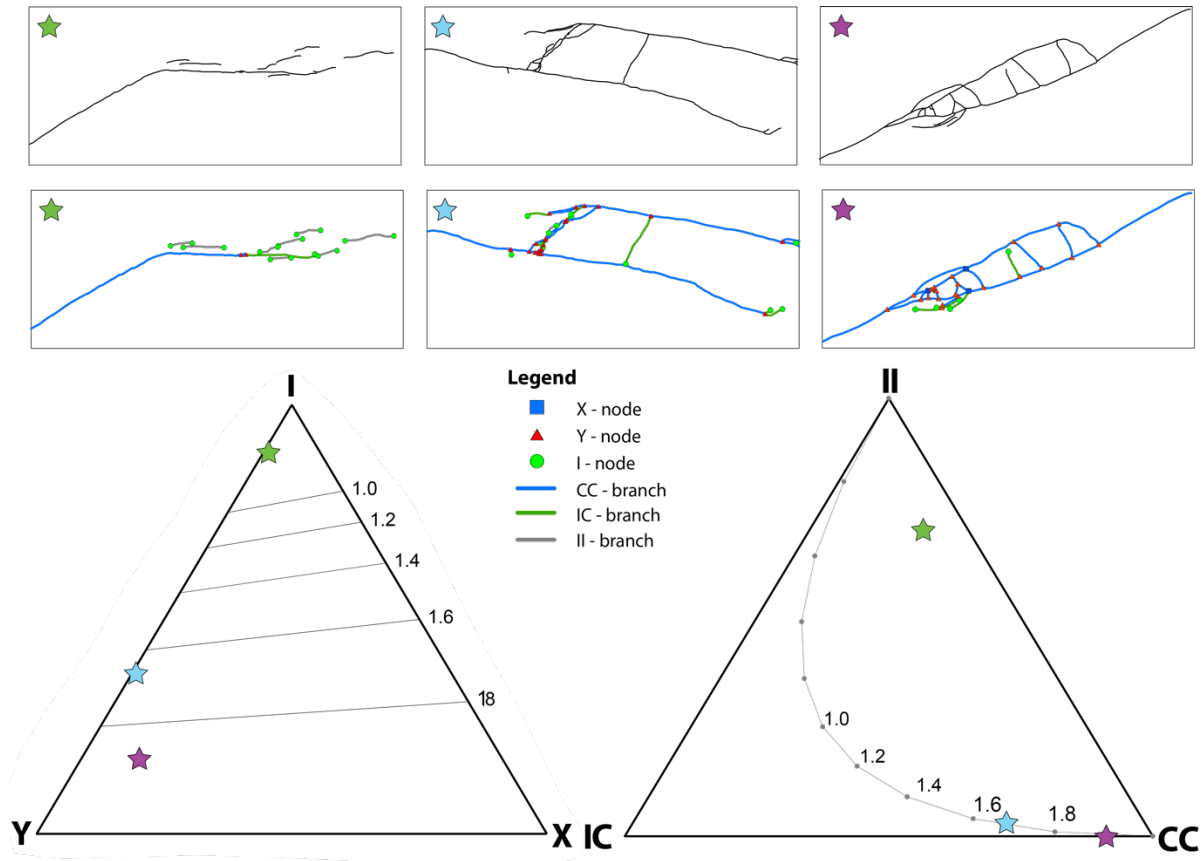 Legend
X - node
Y - node
I - node
CC - branch
IC - branch
II - branch
I
1.0
1.2
1.4
1.6
18
Y
X
II
1.0
1.2
1.4
1.6
1.8
IC
CC